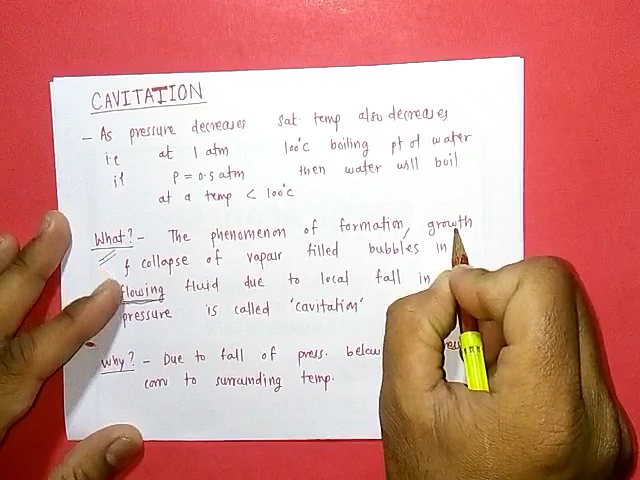 CAVITATION
- As pressure decreases sat. temp also decreases
i.e at 1 atm 100°c boiling pt of water
if P = 0.5 atm then water will boil
at a temp < 100°c
What? - The phenomenon of formation, growth
& collapse of vapour filled bubbles in
flowing fluid due to local fall in
pressure is called 'cavitation'
Why? - Due to fall of press. below
corr to surrounding temp.